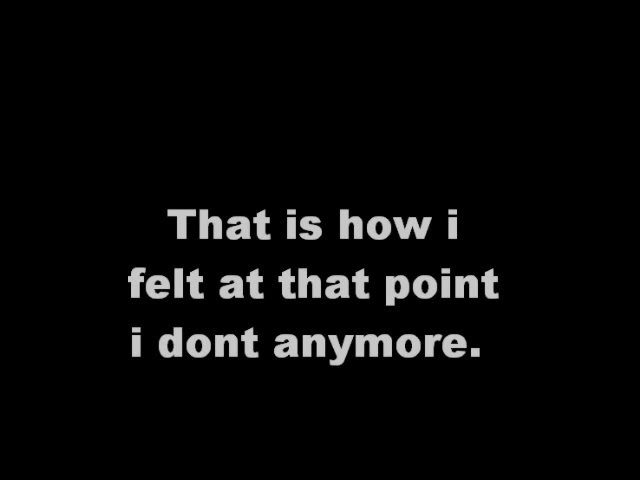 That is how i
felt at that point
i dont anymore.